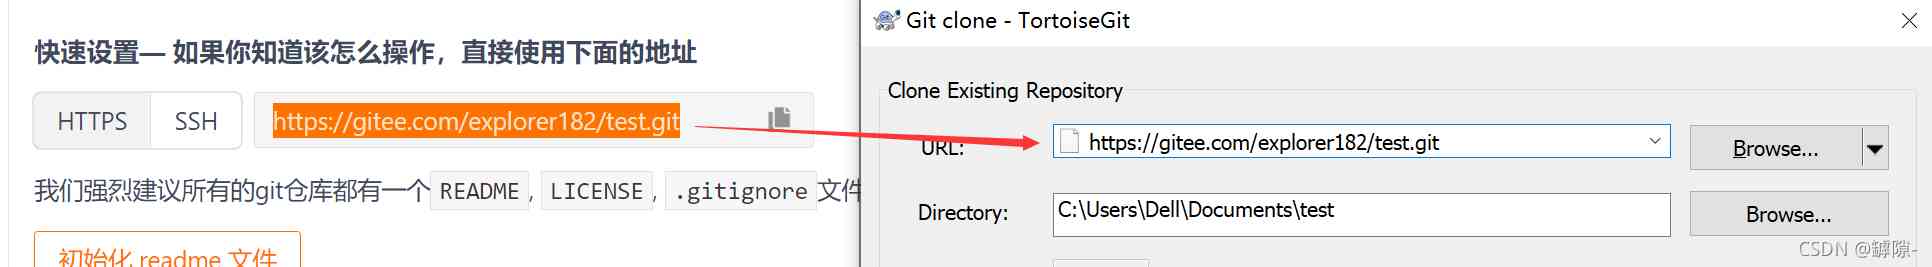 快速设置— 如果你知道该怎么操作，直接使用下面的地址
HTTPS SSH https://gitee.com/explorer182/test.git
我们强烈建议所有的git仓库都有一个 README, LICENSE, .gitignore 文件
初始化 readme 文件
Git clone - TortoiseGit
Clone Existing Repository
URL: https://gitee.com/explorer182/test.git Browse...
Directory: C:\Users\Dell\Documents\test Browse...
CSDN @罅隙-